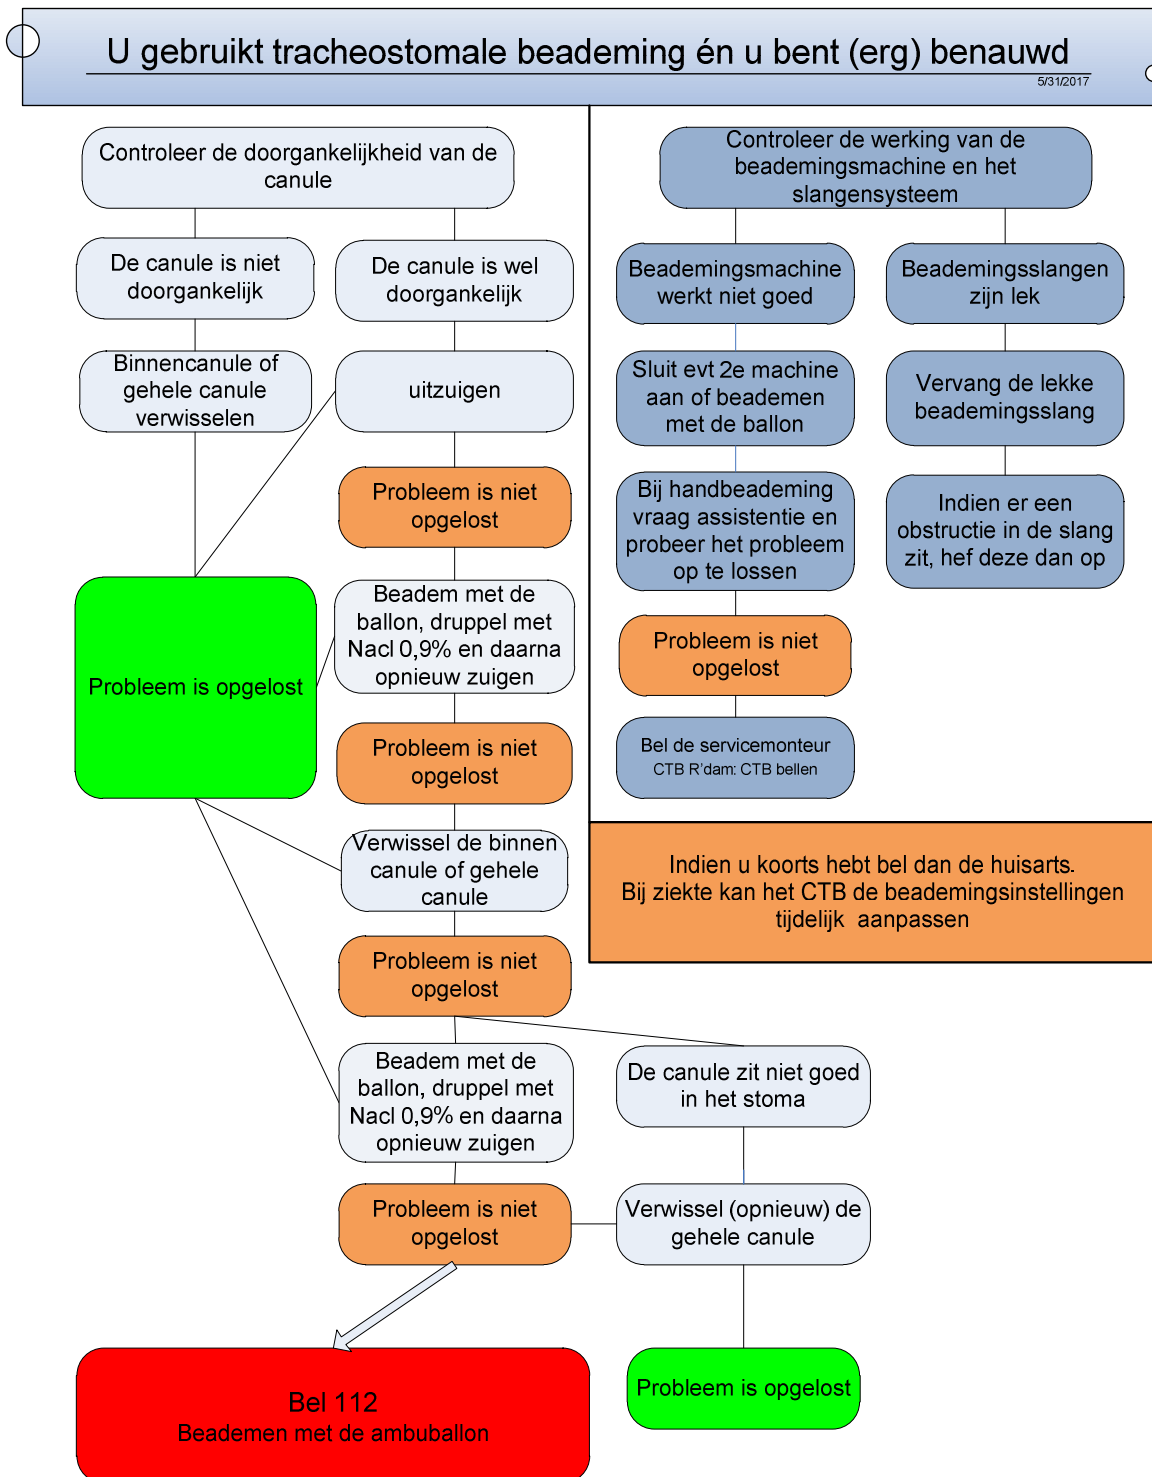 U gebruikt tracheostomale beademing én u bent (erg) benauwd
5/31/2017
Controleer de doorgankelijkheid van de
canule
De canule is niet
doorgankelijk
De canule is wel
doorgankelijk
Binnencanule of
gehele canule
verwisselen
uitzuigen
Probleem is niet
opgelost
Probleem is opgelost
Beadem met de
ballon, druppel met
Nacl 0,9% en daarna
opnieuw zuigen
Probleem is niet
opgelost
Verwissel de binnen
canule of gehele
canule
Probleem is niet
opgelost
Beadem met de
ballon, druppel met
Nacl 0,9% en daarna
opnieuw zuigen
De canule zit niet goed
in het stoma
Probleem is niet
opgelost
Verwissel (opnieuw) de
gehele canule
Bel 112
Beademen met de ambuballon
Probleem is opgelost
Controleer de werking van de
beademingsmachine en het
slangensysteem
Beademingsmachine
werkt niet goed
Beademingsslangen
zijn lek
Sluit evt 2e machine
aan of beademen
met de ballon
Vervang de lekke
beademingsslang
Bij handbeademing
vraag assistentie en
probeer het probleem
op te lossen
Indien er een
obstructie in de slang
zit, hef deze dan op
Probleem is niet
opgelost
Bel de servicemonteur
CTB R'dam: CTB bellen
Indien u koorts hebt bel dan de huisarts.
Bij ziekte kan het CTB de beademingsinstellingen
tijdelijk aanpassen